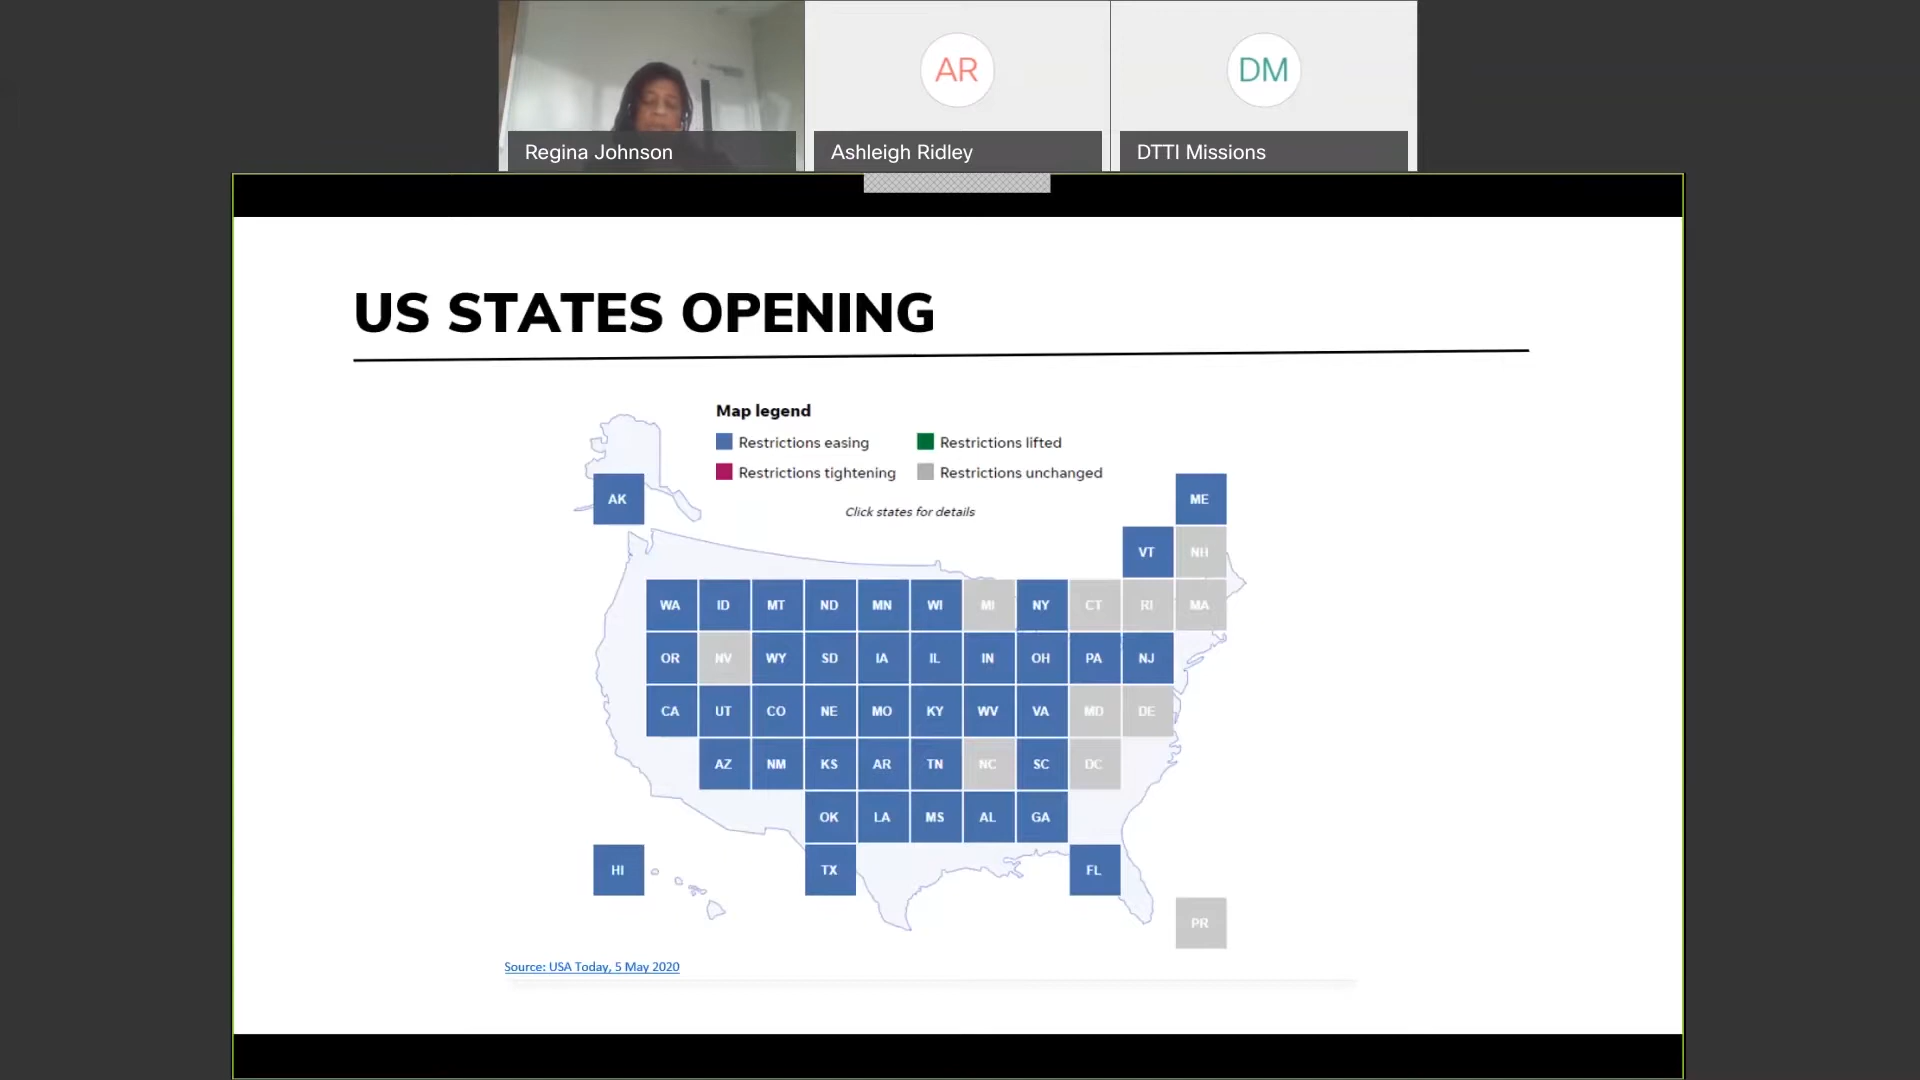 AR
DM
Regina Johnson
Ashleigh Ridley
DTTI Missions
US STATES OPENING
Map legend
Restrictions easing
Restrictions lifted
Restrictions tightening
Restrictions unchanged
Click states for details
AK
ME
VT
NH
WA ID MT ND MN WI MI NY CT RI MA
OR NV WY SD IA IL IN OH PA NJ
CA UT CO NE MO KY WV VA MD DE
AZ NM KS AR TN NC SC DC
OK LA MS AL GA
HI TX FL
PR
Source: USA Today, 5 May 2020